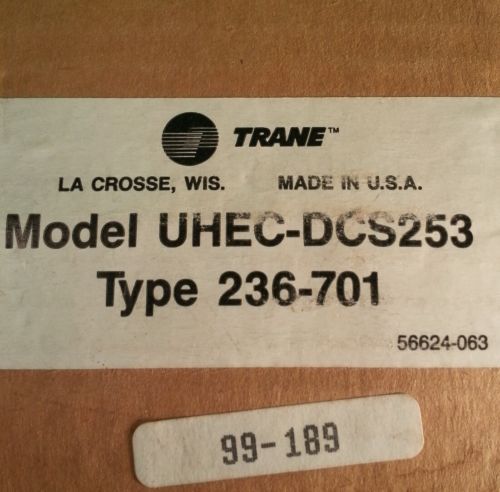 TRANE™
LA CROSSE, WIS. MADE IN U.S.A.
Model UHEC-DCS253
Type 236-701
56624-063
99-189